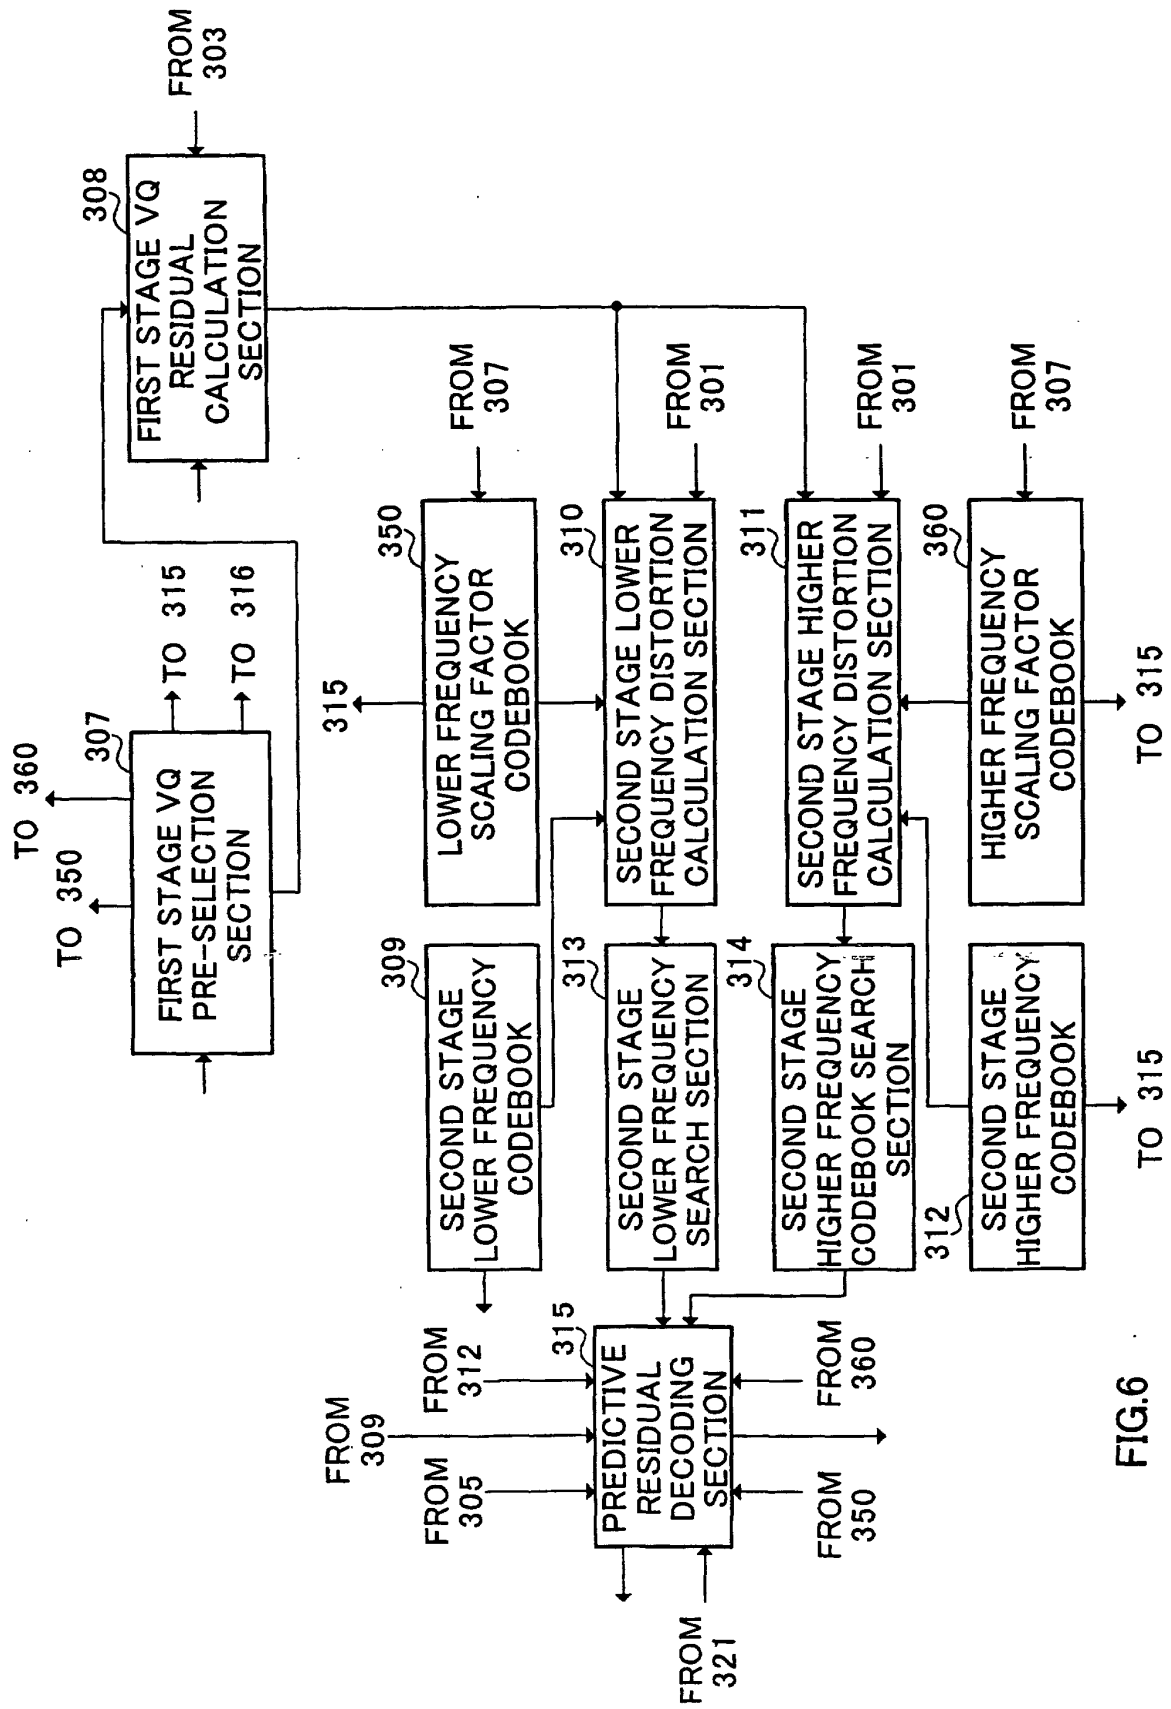 TO 350
TO 360
307
FIRST STAGE VQ
PRE-SELECTION
SECTION
TO 315
TO 316
308
FIRST STAGE VQ
RESIDUAL
CALCULATION
SECTION
FROM
303
309
SECOND STAGE
LOWER FREQUENCY
CODEBOOK
315
350
LOWER FREQUENCY
SCALING FACTOR
CODEBOOK
FROM
307
FROM
305
FROM
309
FROM
312
315
PREDICTIVE
RESIDUAL
DECODING
SECTION
FROM
321
FROM
350
FROM
360
313
SECOND STAGE
LOWER FREQUENCY
SEARCH SECTION
310
SECOND STAGE LOWER
FREQUENCY DISTORTION
CALCULATION SECTION
FROM
301
314
SECOND STAGE
HIGHER FREQUENCY
CODEBOOK SEARCH
SECTION
311
SECOND STAGE HIGHER
FREQUENCY DISTORTION
CALCULATION SECTION
FROM
301
312
SECOND STAGE
HIGHER FREQUENCY
CODEBOOK
TO 315
360
HIGHER FREQUENCY
SCALING FACTOR
CODEBOOK
FROM
307
TO 315
FIG.6